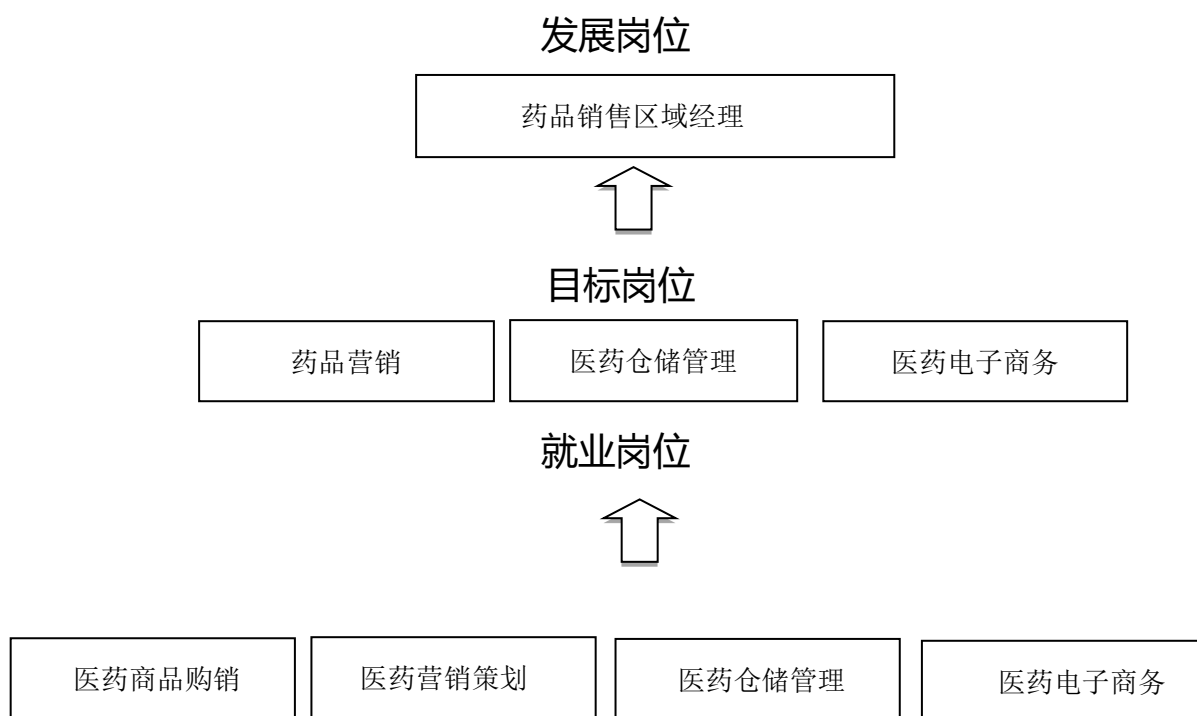 发展岗位
药品销售区域经理
目标岗位
药品营销
医药仓储管理
医药电子商务
就业岗位
医药商品购销
医药营销策划
医药仓储管理
医药电子商务